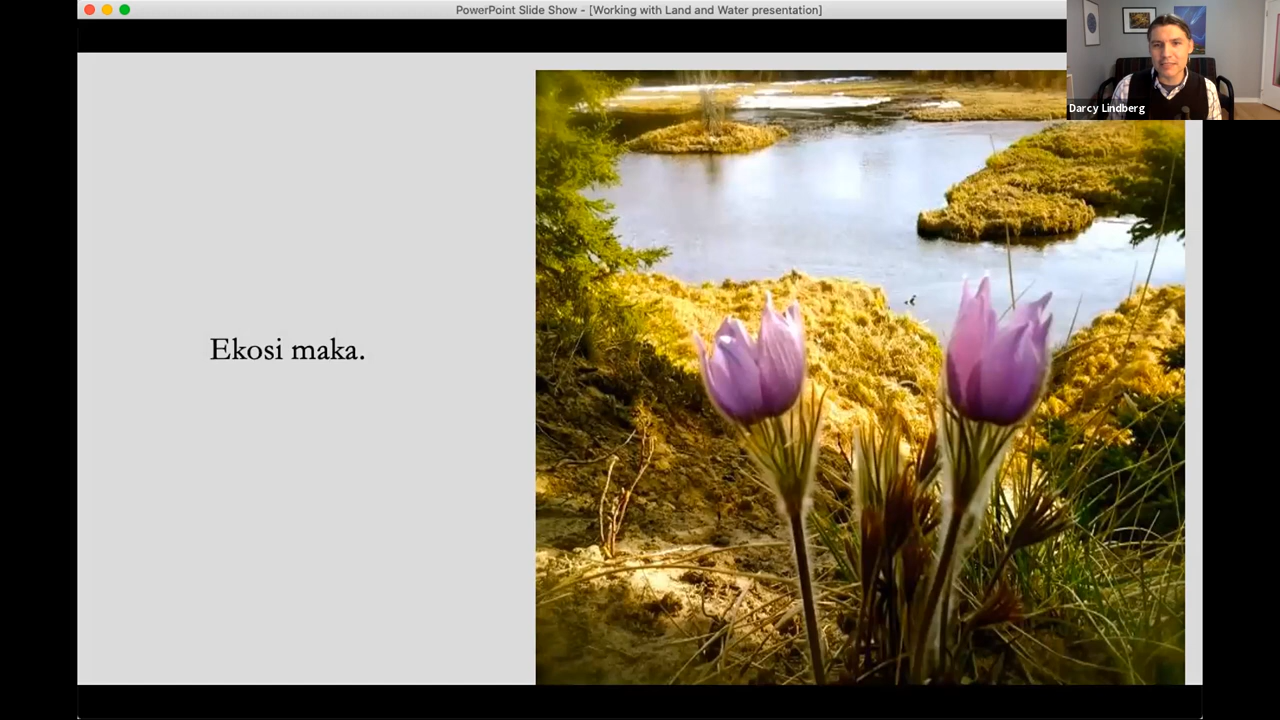 PowerPoint Slide Show - [Working with Land and Water presentation]
Darcy Lindberg
Ekosi maka.